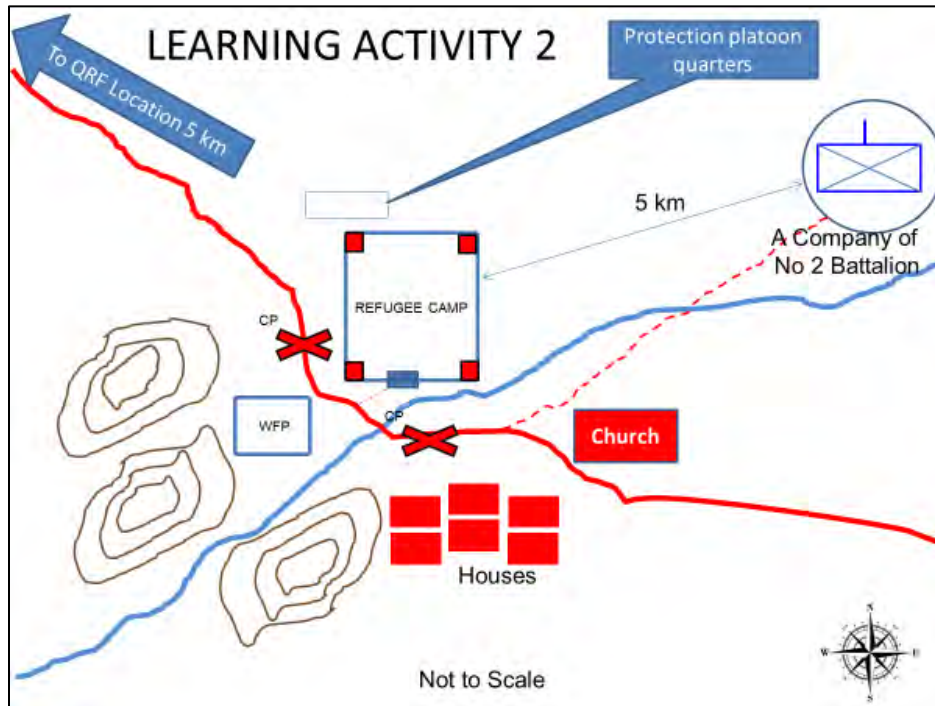 LEARNING ACTIVITY 2
Protection platoon
quarters
To QRF Location 5 km
5 km
A Company of
No 2 Battalion
REFUGEE CAMP
CP
WFP
CP
Church
Houses
N
W
E
S
Not to Scale